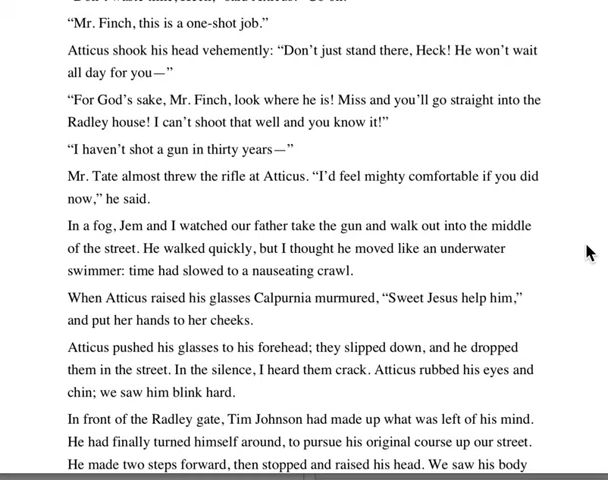 “Mr. Finch, this is a one-shot job.”
Atticus shook his head vehemently: “Don’t just stand there, Heck! He won’t wait
all day for you—”
“For God’s sake, Mr. Finch, look where he is! Miss and you’ll go straight into the
Radley house! I can’t shoot that well and you know it!”
“I haven’t shot a gun in thirty years—”
Mr. Tate almost threw the rifle at Atticus. “I’d feel mighty comfortable if you did
now,” he said.
In a fog, Jem and I watched our father take the gun and walk out into the middle
of the street. He walked quickly, but I thought he moved like an underwater
swimmer: time had slowed to a nauseating crawl.
When Atticus raised his glasses Calpurnia murmured, “Sweet Jesus help him,”
and put her hands to her cheeks.
Atticus pushed his glasses to his forehead; they slipped down, and he dropped
them in the street. In the silence, I heard them crack. Atticus rubbed his eyes and
chin; we saw him blink hard.
In front of the Radley gate, Tim Johnson had made up what was left of his mind.
He had finally turned himself around, to pursue his original course up our street.
He made two steps forward, then stopped and raised his head. We saw his body